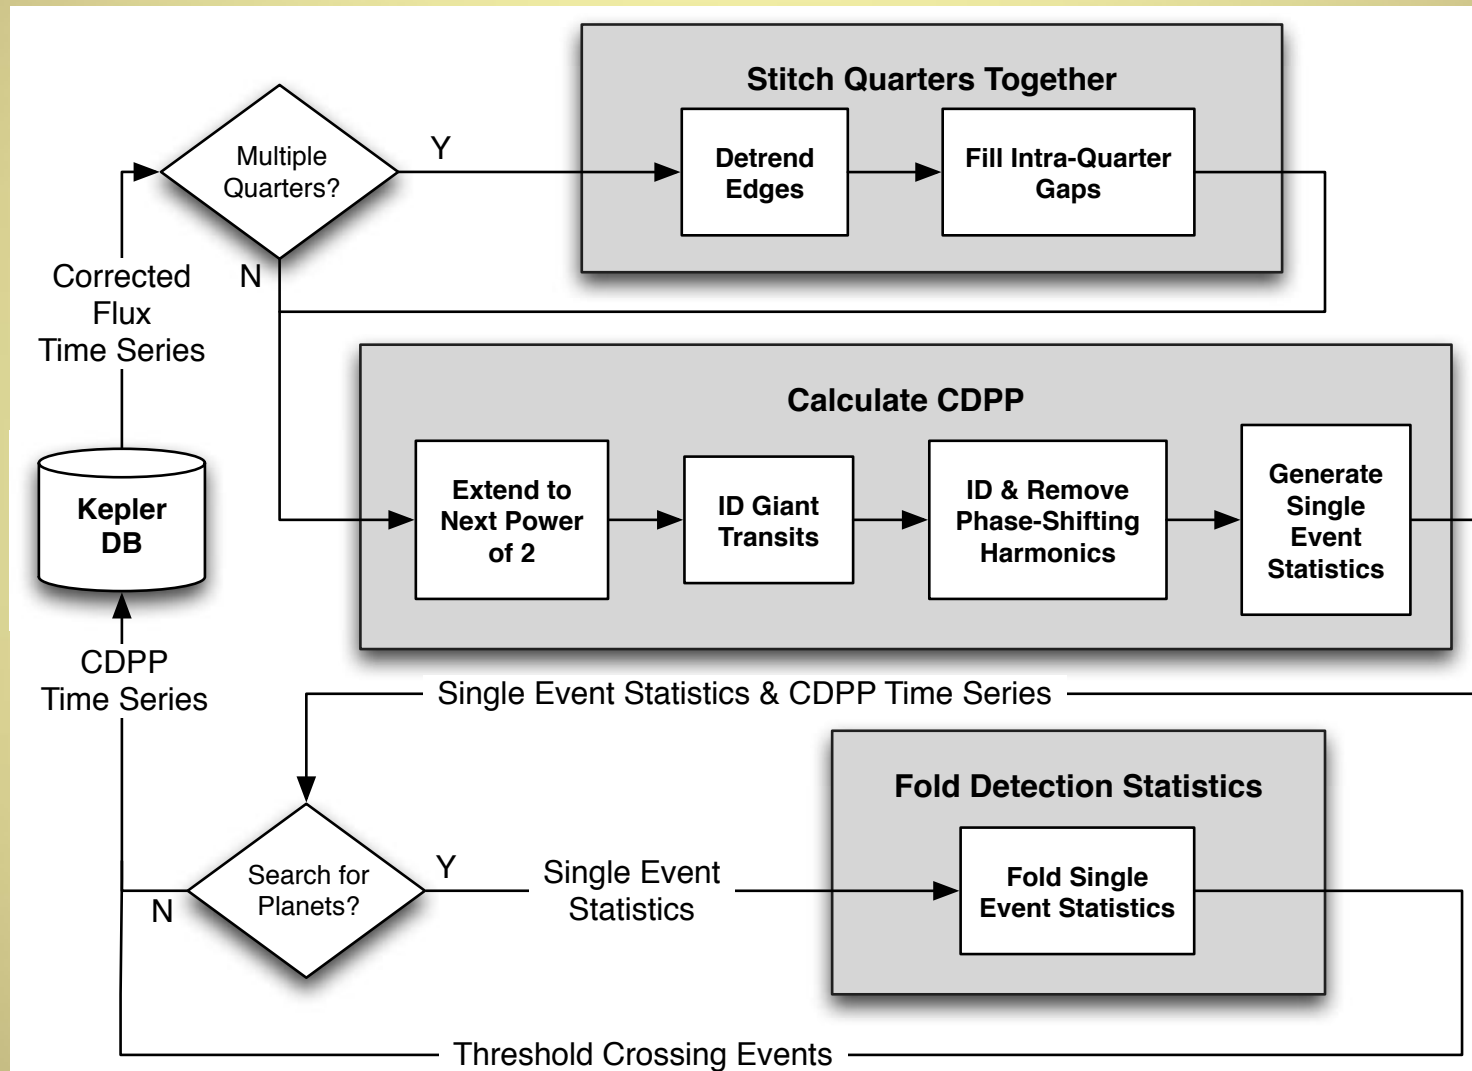 Stitch Quarters Together
Multiple
Quarters?
Y
N
Detrend
Edges
Fill Intra-Quarter
Gaps
Corrected
Flux
Time Series
Calculate CDPP
Kepler
DB
Extend to
Next Power
of 2
ID Giant
Transits
ID & Remove
Phase-Shifting
Harmonics
Generate
Single
Event
Statistics
CDPP
Time Series
Single Event Statistics & CDPP Time Series
Fold Detection Statistics
Search for
Planets?
Y
N
Single Event
Statistics
Fold Single
Event Statistics
Threshold Crossing Events